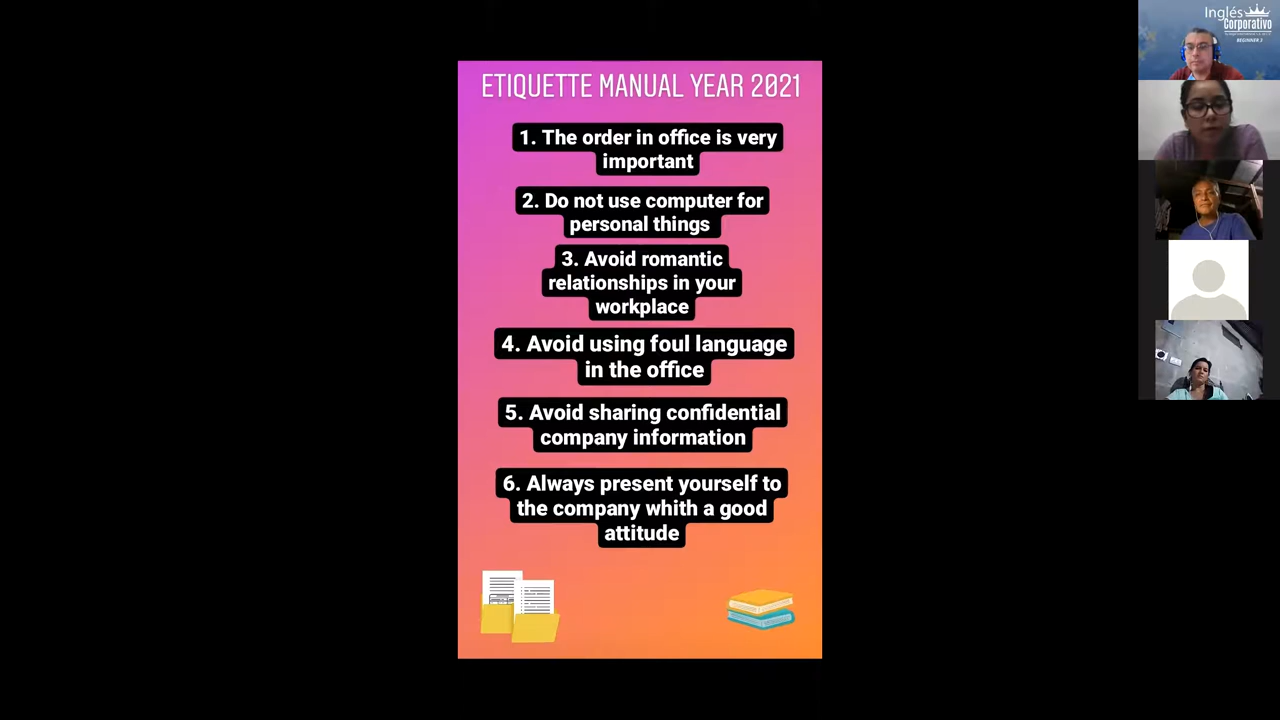 ETIQUETTE MANUAL YEAR 2021
1. The order in office is very
important
2. Do not use computer for
personal things
3. Avoid romantic
relationships in your
workplace
4. Avoid using foul language
in the office
5. Avoid sharing confidential
company information
6. Always present yourself to
the company whith a good
attitude
Inglés
Corporativo
BEGINNER 3